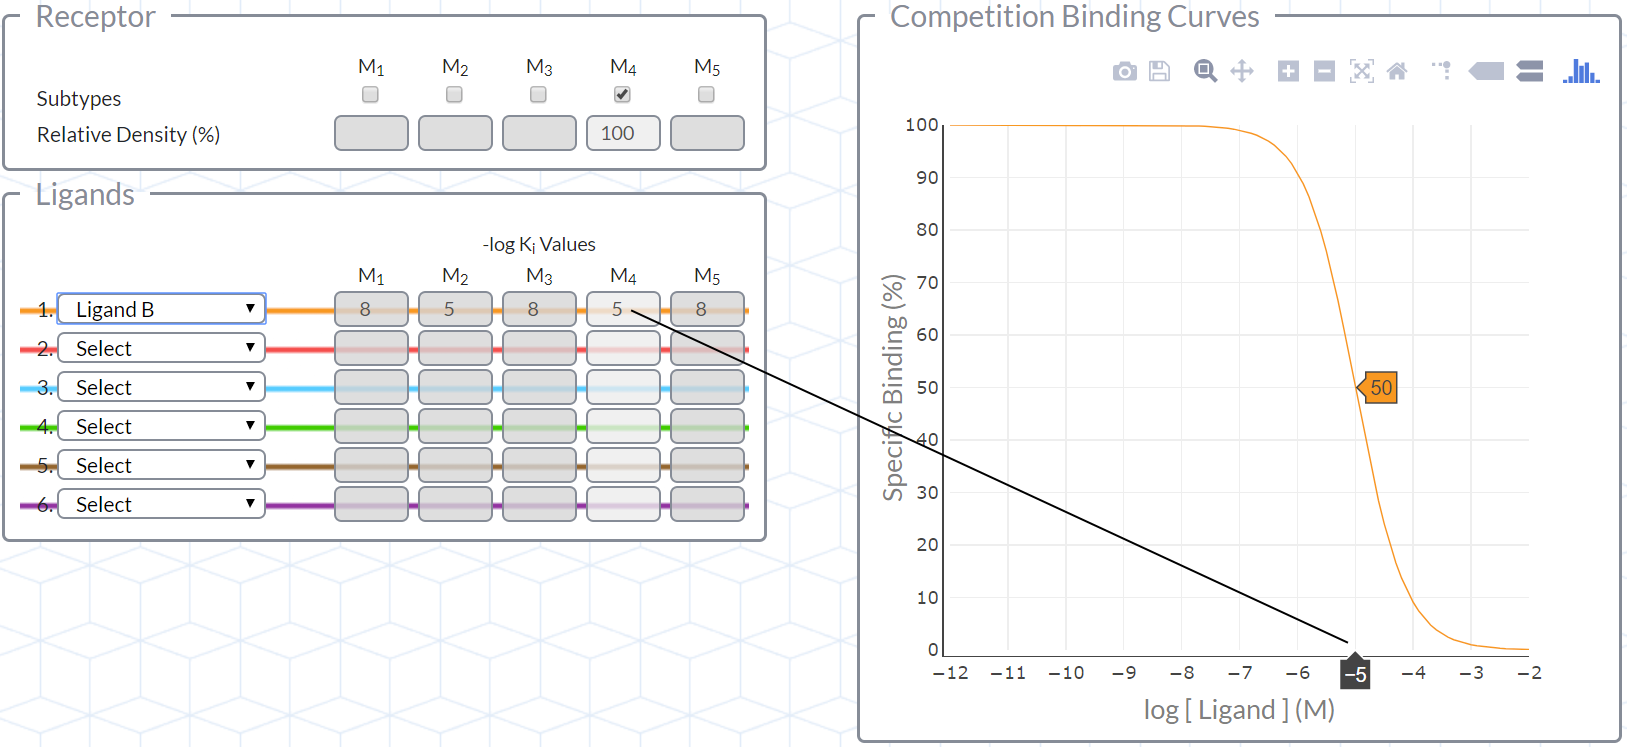 Receptor
M1 M2 M3 M4 M5
Subtypes
Relative Density (%) 100
Ligands
-log Ki Values
M1 M2 M3 M4 M5
1. Ligand B 8 5 8 5 8
2. Select
3. Select
4. Select
5. Select
6. Select
Competition Binding Curves
100
90
80
70
60
50
40
30
20
10
0
Specific Binding (%)
50
−12 −11 −10 −9 −8 −7 −6 −5 −4 −3 −2
log [ Ligand ] (M)